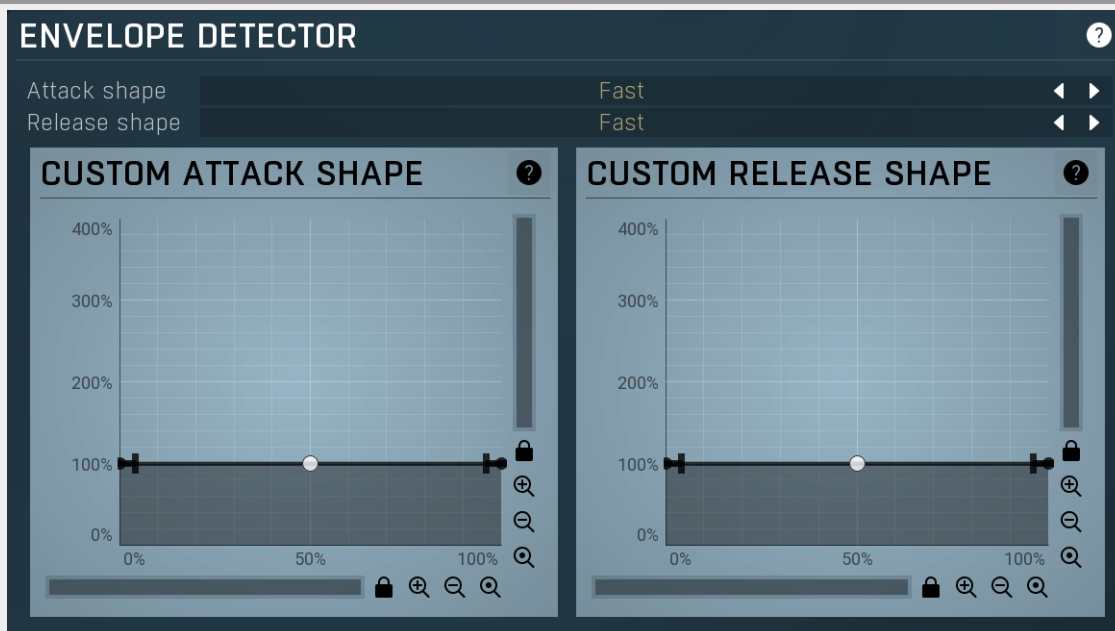 ENVELOPE DETECTOR ?
Attack shape Fast
Release shape Fast
CUSTOM ATTACK SHAPE ?
400%
300%
200%
100%
0%
0% 50% 100%
CUSTOM RELEASE SHAPE ?
400%
300%
200%
100%
0%
0% 50% 100%